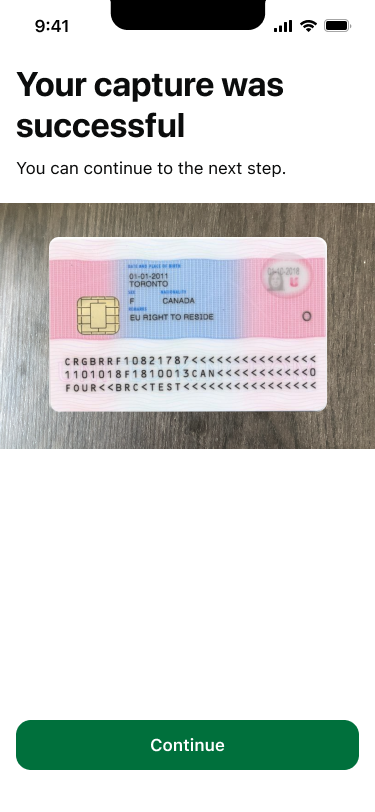 9:41
Your capture was
successful
You can continue to the next step.
DATE AND PLACE OF BIRTH
01-01-2011
TORONTO
SEX NATIONALITY
F CANADA
REMARKS
EU RIGHT TO RESIDE
CRGBRRF10821787<<<<<<<<<<<<<<<
1101018F1810013CAN<<<<<<<<<<<0
FOUR<<BRC<TEST<<<<<<<<<<<<<<<<
Continue